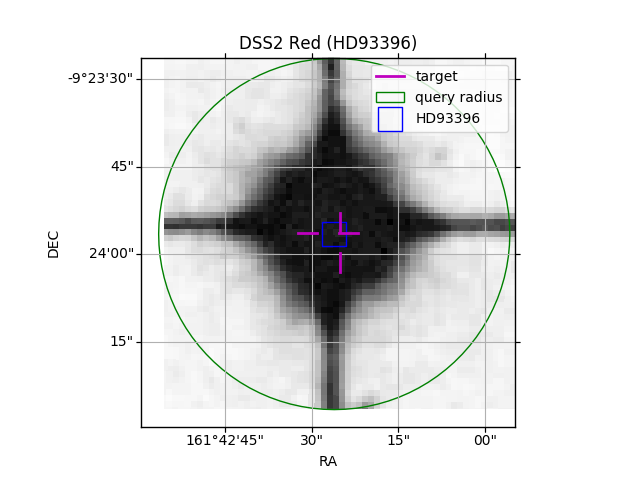 DSS2 Red (HD93396)
target
query radius
HD93396
-9°23'30"
45"
24'00"
15"
DEC
161°42'45"
30"
15"
00"
RA